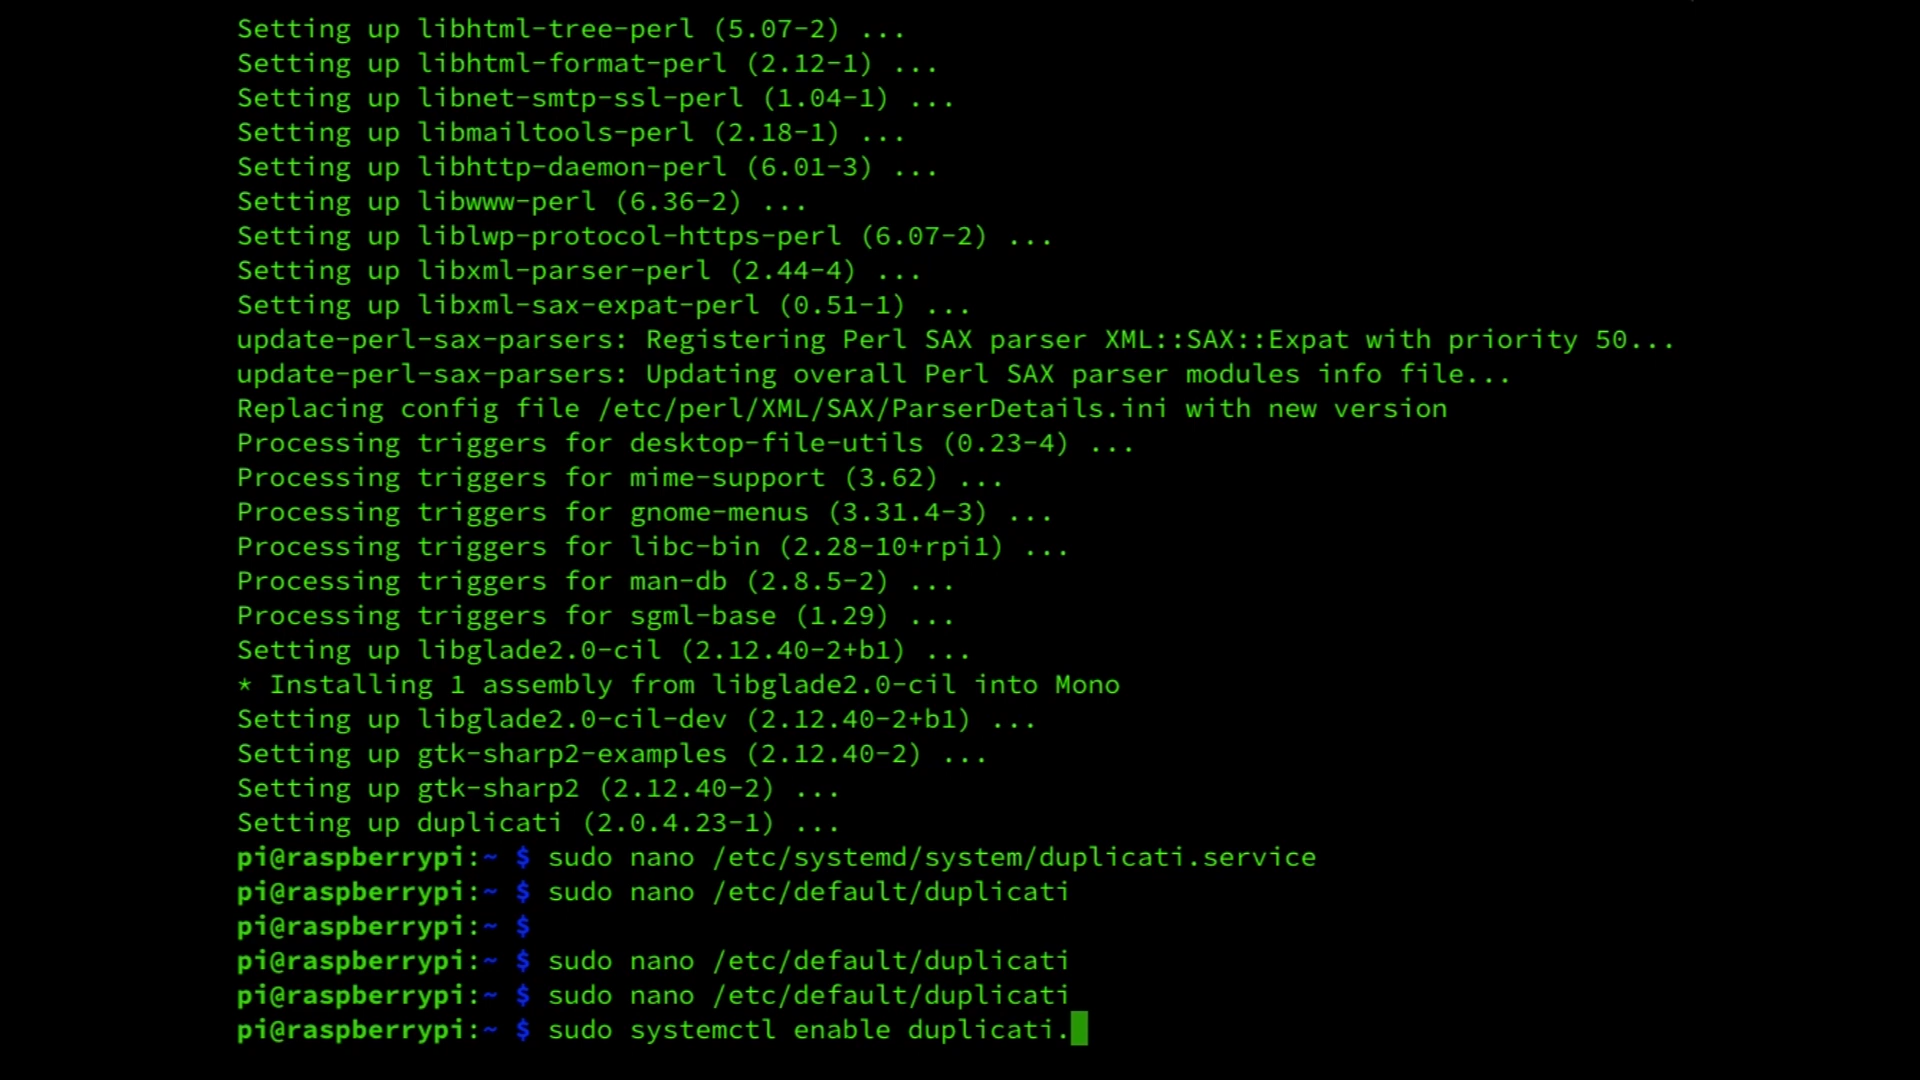 Setting up libhtml-tree-perl (5.07-2) ...
Setting up libhtml-format-perl (2.12-1) ...
Setting up libnet-smtp-ssl-perl (1.04-1) ...
Setting up libmailtools-perl (2.18-1) ...
Setting up libhttp-daemon-perl (6.01-3) ...
Setting up libwww-perl (6.36-2) ...
Setting up liblwp-protocol-https-perl (6.07-2) ...
Setting up libxml-parser-perl (2.44-4) ...
Setting up libxml-sax-expat-perl (0.51-1) ...
update-perl-sax-parsers: Registering Perl SAX parser XML::SAX::Expat with priority 50...
update-perl-sax-parsers: Updating overall Perl SAX parser modules info file...
Replacing config file /etc/perl/XML/SAX/ParserDetails.ini with new version
Processing triggers for desktop-file-utils (0.23-4) ...
Processing triggers for mime-support (3.62) ...
Processing triggers for gnome-menus (3.31.4-3) ...
Processing triggers for libc-bin (2.28-10+rpi1) ...
Processing triggers for man-db (2.8.5-2) ...
Processing triggers for sgml-base (1.29) ...
Setting up libglade2.0-cil (2.12.40-2+b1) ...
* Installing 1 assembly from libglade2.0-cil into Mono
Setting up libglade2.0-cil-dev (2.12.40-2+b1) ...
Setting up gtk-sharp2-examples (2.12.40-2) ...
Setting up gtk-sharp2 (2.12.40-2) ...
Setting up duplicati (2.0.4.23-1) ...
pi@raspberrypi:~ $ sudo nano /etc/systemd/system/duplicati.service
pi@raspberrypi:~ $ sudo nano /etc/default/duplicati
pi@raspberrypi:~ $
pi@raspberrypi:~ $ sudo nano /etc/default/duplicati
pi@raspberrypi:~ $ sudo nano /etc/default/duplicati
pi@raspberrypi:~ $ sudo systemctl enable duplicati.